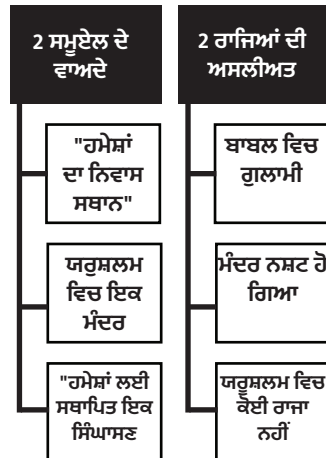 2 ਸਮੂਏਲ ਦੇ
ਵਾਅਦੇ
"ਹਮੇਸ਼ਾਂ
ਦਾ ਨਿਵਾਸ
ਸਥਾਨ"
ਯਰੁਸ਼ਲਮ
ਵਿਚ ਇਕ
ਮੰਦਰ
"ਹਮੇਸ਼ਾਂ ਲਈ
ਸਥਾਪਿਤ ਇਕ
ਸਿੰਘਾਸਣ
2 ਰਾਜਿਆਂ ਦੀ
ਅਸਲੀਅਤ
ਬਾਬਲ ਵਿਚ
ਗੁਲਾਮੀ
ਮੰਦਰ ਨਸ਼ਟ ਹੋ
ਗਿਆ
ਯਰੂਸ਼ਲਮ ਵਿਚ
ਕੋਈ ਰਾਜਾ
ਨਹੀਂ